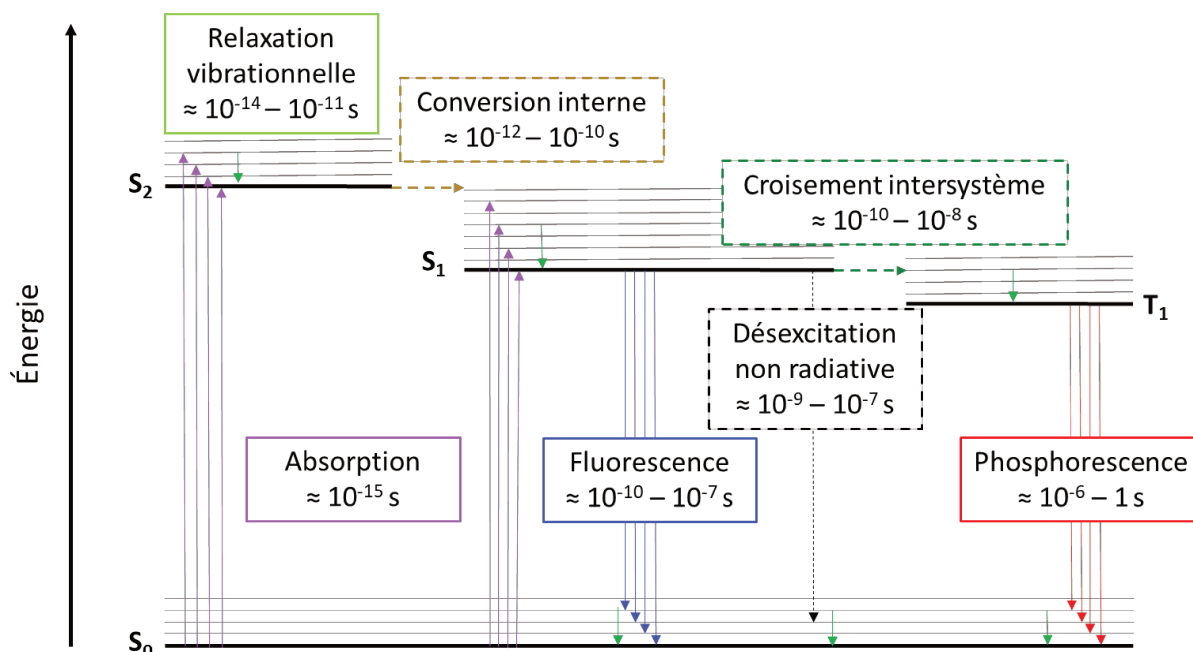 Relaxation
vibrationnelle
≈ 10⁻¹⁴ – 10⁻¹¹ s
Conversion interne
≈ 10⁻¹² – 10⁻¹⁰ s
Croisement intersystème
≈ 10⁻¹⁰ – 10⁻⁸ s
S₂
S₁
T₁
Énergie
Désexcitation
non radiative
≈ 10⁻⁹ – 10⁻⁷ s
Absorption
≈ 10⁻¹⁵ s
Fluorescence
≈ 10⁻¹⁰ – 10⁻⁷ s
Phosphorescence
≈ 10⁻⁶ – 1 s
S₀